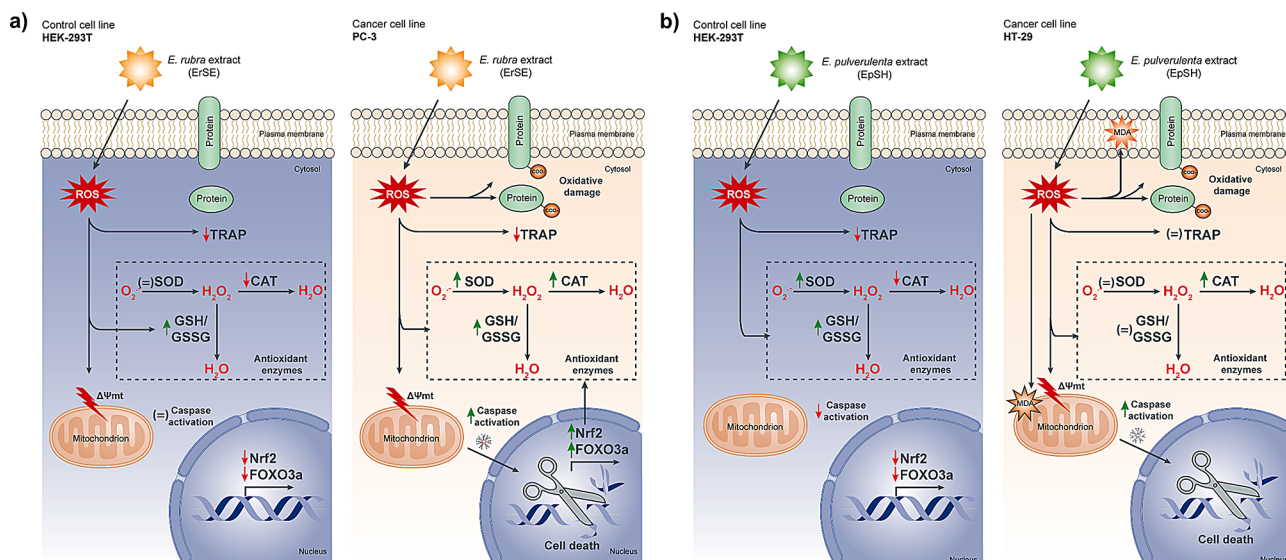 a)
Control cell line
HEK-293T
E. rubra extract
(ErSE)
Protein
Plasma membrane
Cytosol
ROS
Protein
↓TRAP
(=)SOD
↓CAT
O₂·⁻
H₂O₂
H₂O
↑GSH/
GSSG
H₂O
Antioxidant
enzymes
ΔΨmt
(=) Caspase
activation
Mitochondrion
↓Nrf2
↓FOXO3a
Nucleus
Cancer cell line
PC-3
E. rubra extract
(ErSE)
Protein
Plasma membrane
Cytosol
COO-
Oxidative
damage
ROS
Protein
COO-
↓TRAP
↑SOD
↑CAT
O₂·⁻
H₂O₂
H₂O
↑GSH/
GSSG
H₂O
Antioxidant
enzymes
ΔΨmt
↑Caspase
activation
Mitochondrion
↑Nrf2
↑FOXO3a
Cell death
Nucleus
b)
Control cell line
HEK-293T
E. pulverulenta extract
(EpSH)
Protein
Plasma membrane
Cytosol
ROS
Protein
↓TRAP
↑SOD
↓CAT
O₂·⁻
H₂O₂
H₂O
↑GSH/
GSSG
H₂O
Antioxidant
enzymes
Mitochondrion
↓Caspase
activation
↓Nrf2
↓FOXO3a
Nucleus
Cancer cell line
HT-29
E. pulverulenta extract
(EpSH)
MDA
Protein
Plasma membrane
Cytosol
COO-
Oxidative
damage
ROS
Protein
COO-
(=)TRAP
(=)SOD
↑CAT
O₂·⁻
H₂O₂
H₂O
(=)GSH/
GSSG
H₂O
Antioxidant
enzymes
ΔΨmt
MDA
↑Caspase
activation
Mitochondrion
Cell death
Nucleus